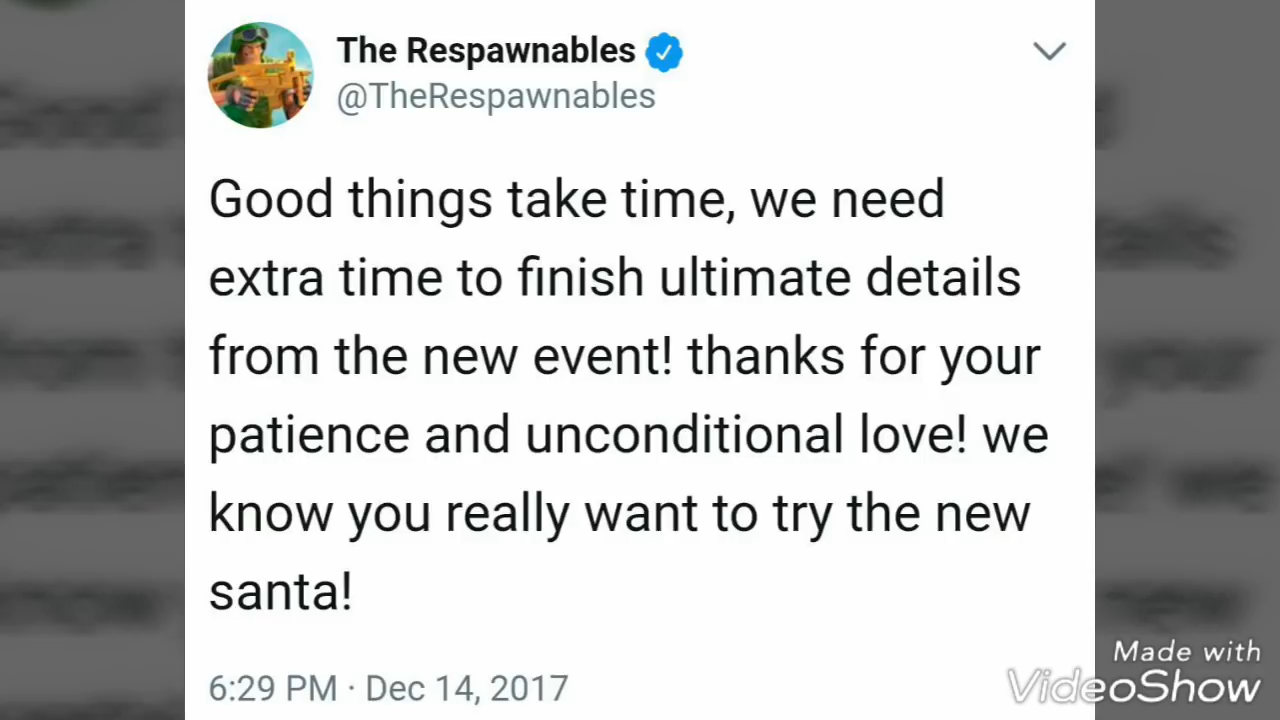 The Respawnables
@TheRespawnables
Good things take time, we need
extra time to finish ultimate details
from the new event! thanks for your
patience and unconditional love! we
know you really want to try the new
santa!
6:29 PM · Dec 14, 2017
Made with
VideoShow